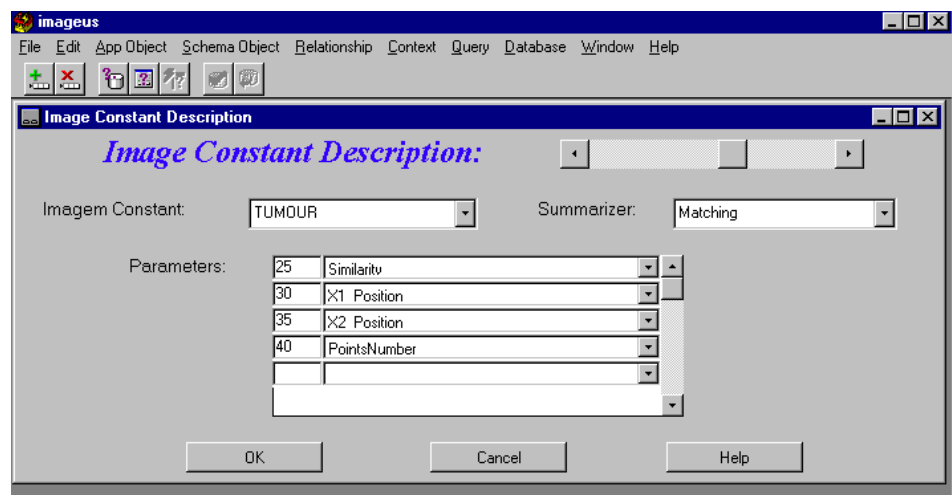 imageus
File Edit App Object Schema Object Relationship Context Query Database Window Help
Image Constant Description
Image Constant Description:
Imagem Constant: TUMOUR Summarizer: Matching
Parameters: 25 Similarity
30 X1 Position
35 X2 Position
40 PointsNumber
OK Cancel Help